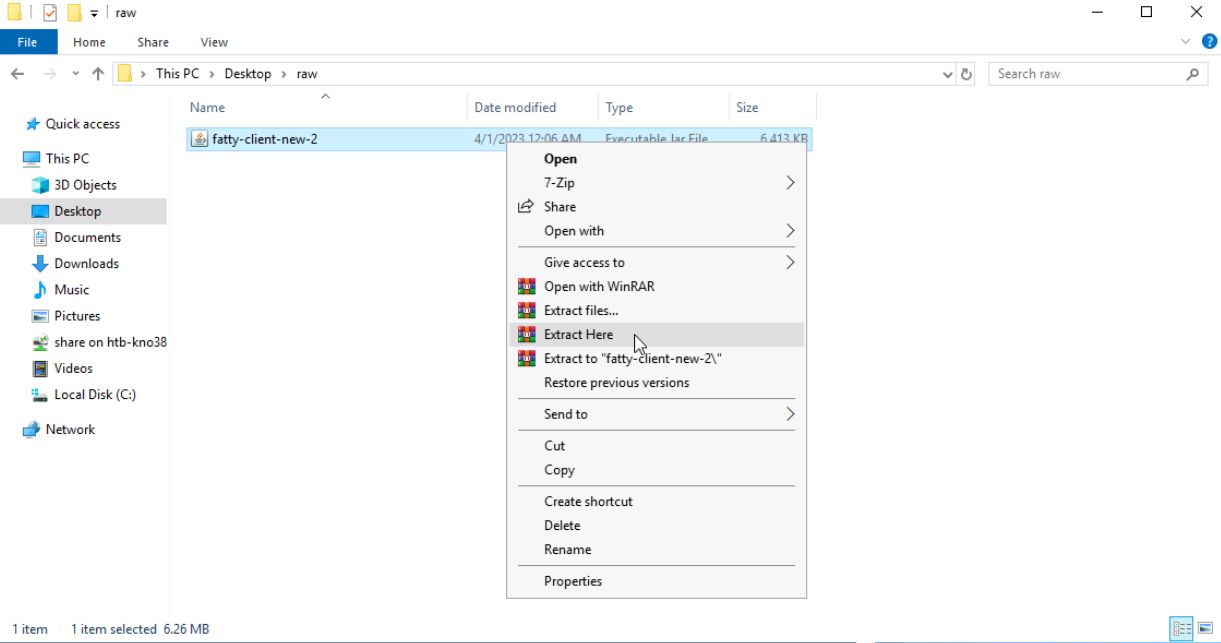 raw
File Home Share View
This PC > Desktop > raw
Search raw
Name Date modified Type Size
Quick access
fatty-client-new-2 4/1/2023 12:06 AM Executable Jar File 6,413 KB
This PC
3D Objects
Desktop
Documents
Downloads
Music
Pictures
share on htb-kno38
Videos
Local Disk (C:)
Network
Open
7-Zip
Share
Open with
Give access to
Open with WinRAR
Extract files...
Extract Here
Extract to "fatty-client-new-2\"
Restore previous versions
Send to
Cut
Copy
Create shortcut
Delete
Rename
Properties
1 item 1 item selected 6.26 MB